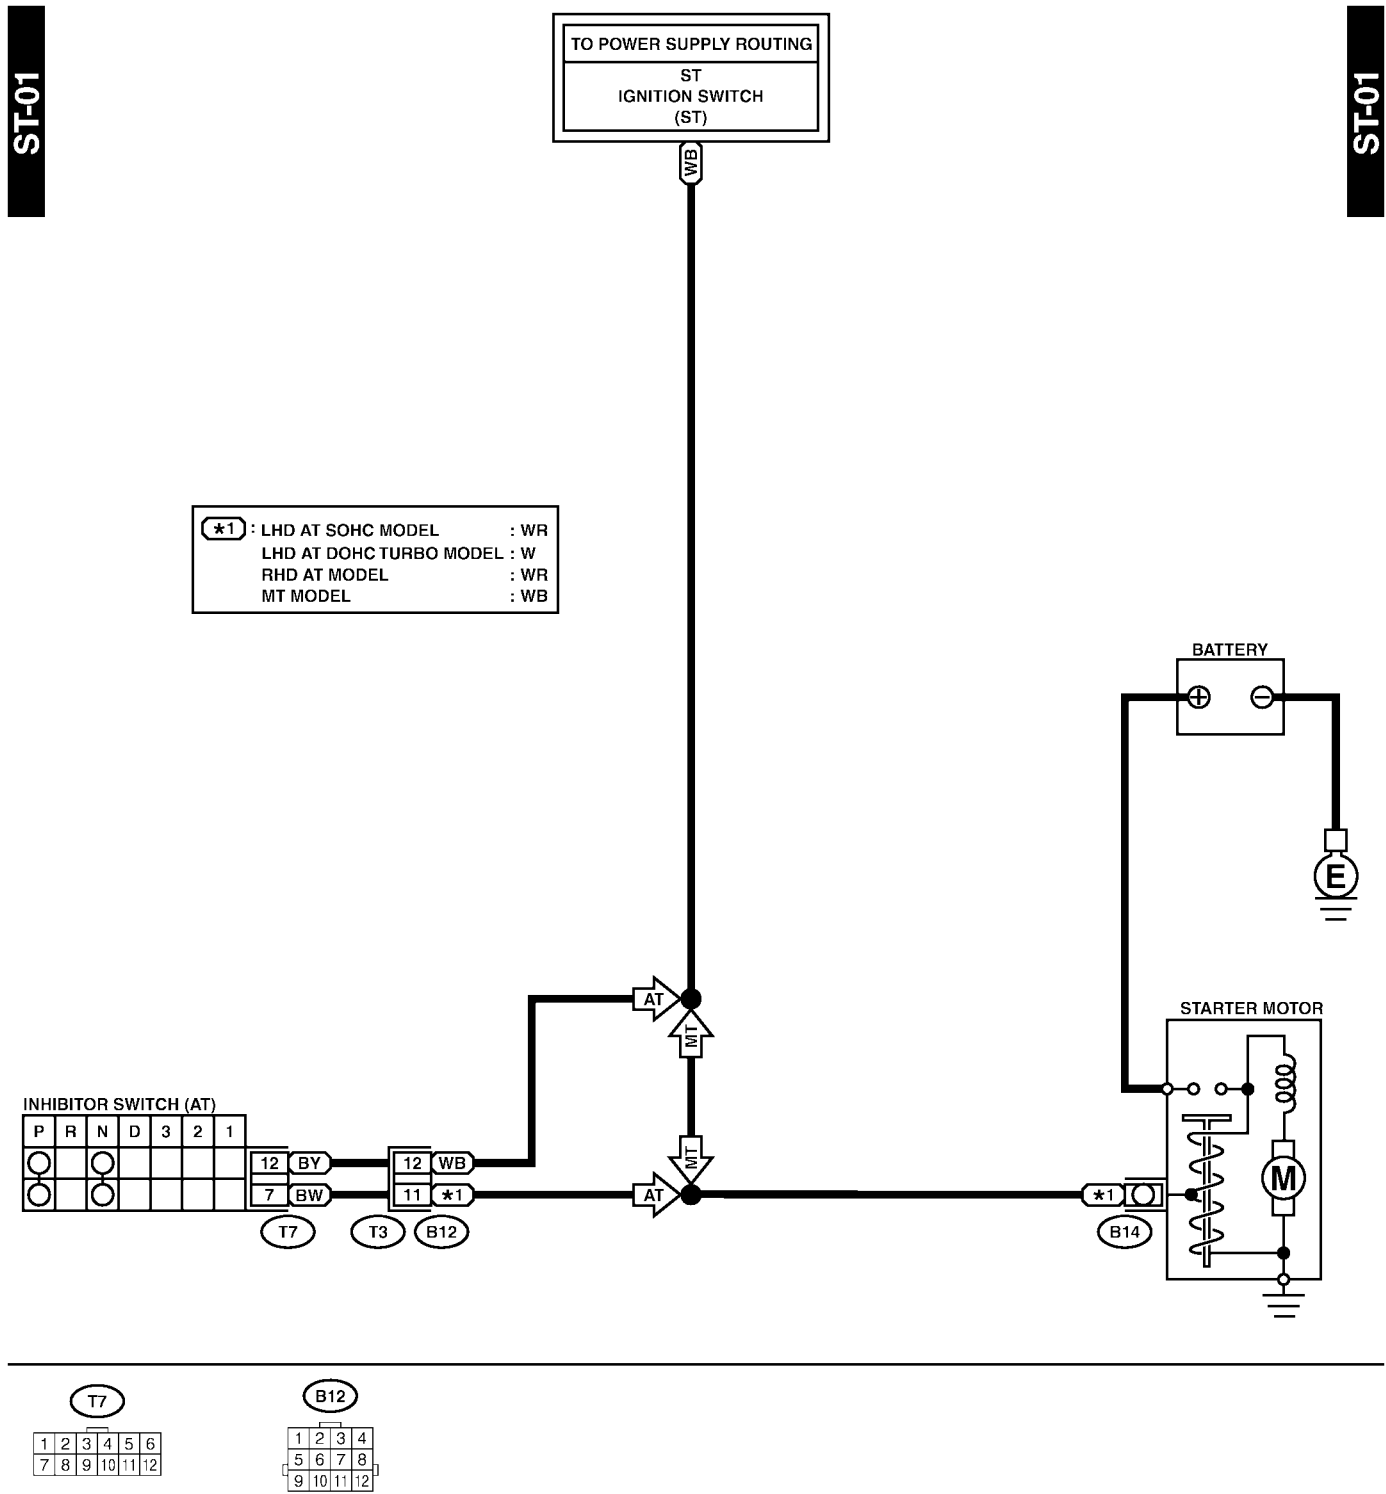 ST-01
ST-01
TO POWER SUPPLY ROUTING
ST
IGNITION SWITCH
(ST)
WB
*1 : LHD AT SOHC MODEL : WR
LHD AT DOHC TURBO MODEL : W
RHD AT MODEL : WR
MT MODEL : WB
BATTERY
+ −
E
AT
MT
STARTER MOTOR
INHIBITOR SWITCH (AT)
P R N D 3 2 1
12 BY 12 WB
MT
M
7 BW 11 *1 AT *1
T7 T3 B12 B14
T7 B12
1 2 3 4 5 6
7 8 9 10 11 12
1 2 3 4
5 6 7 8
9 10 11 12